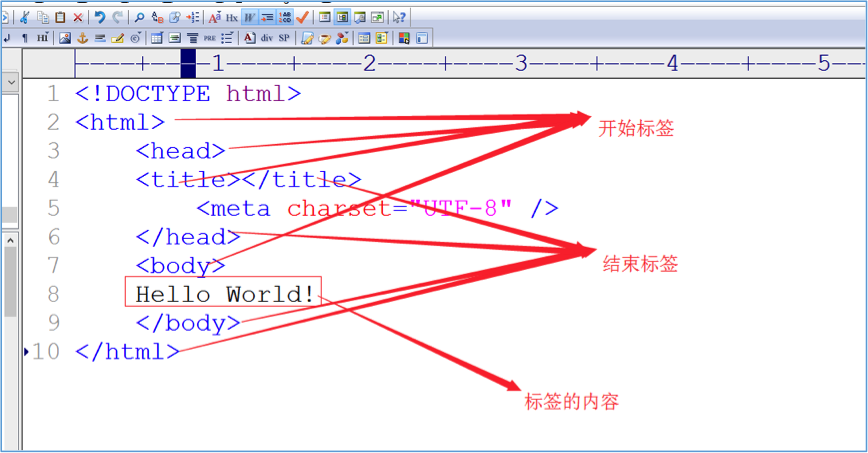 Hx W
¶ Hi PRE A div SP
----+----1----+----2----+----3----+----4----+----5---
1 <!DOCTYPE html>
2 <html>
开始标签
3 <head>
4 <title></title>
5 <meta charset="UTF-8" />
6 </head>
7 <body>
结束标签
8 Hello World!
9 </body>
10 </html>
标签的内容